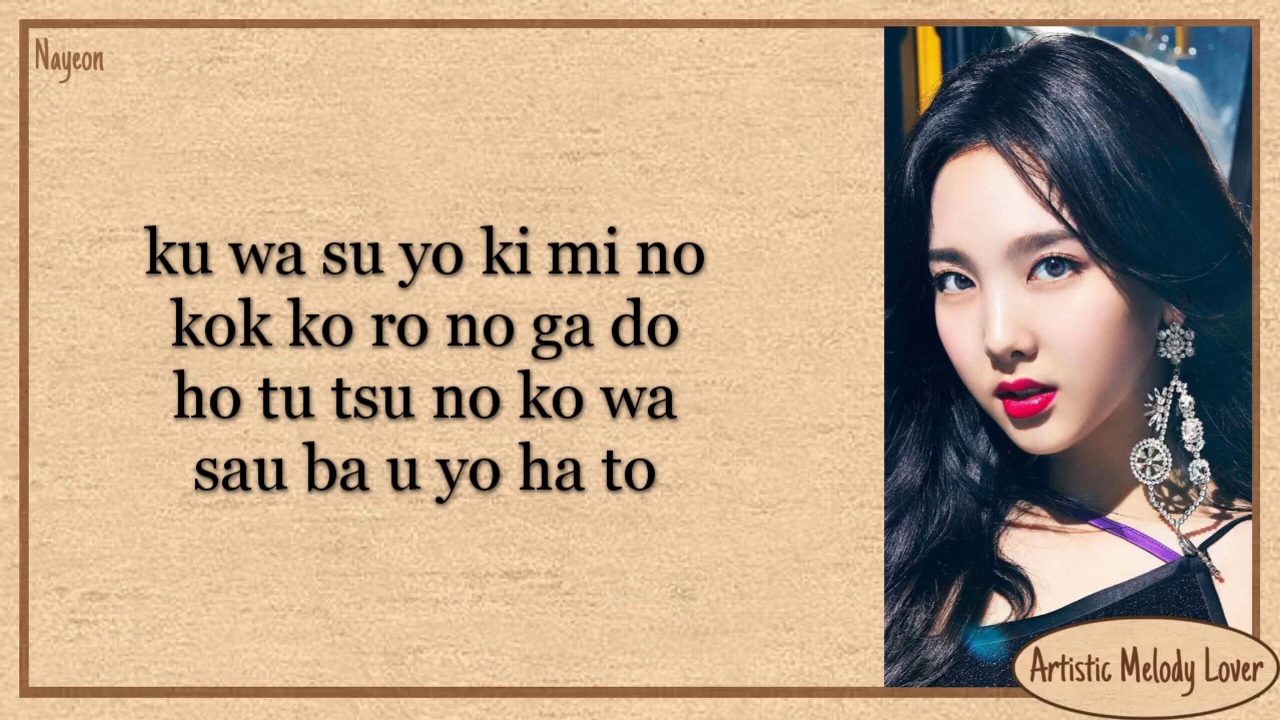 Nayeon
ku wa su yo ki mi no
kok ko ro no ga do
ho tu tsu no ko wa
sau ba u yo ha to
Artistic Melody Lover